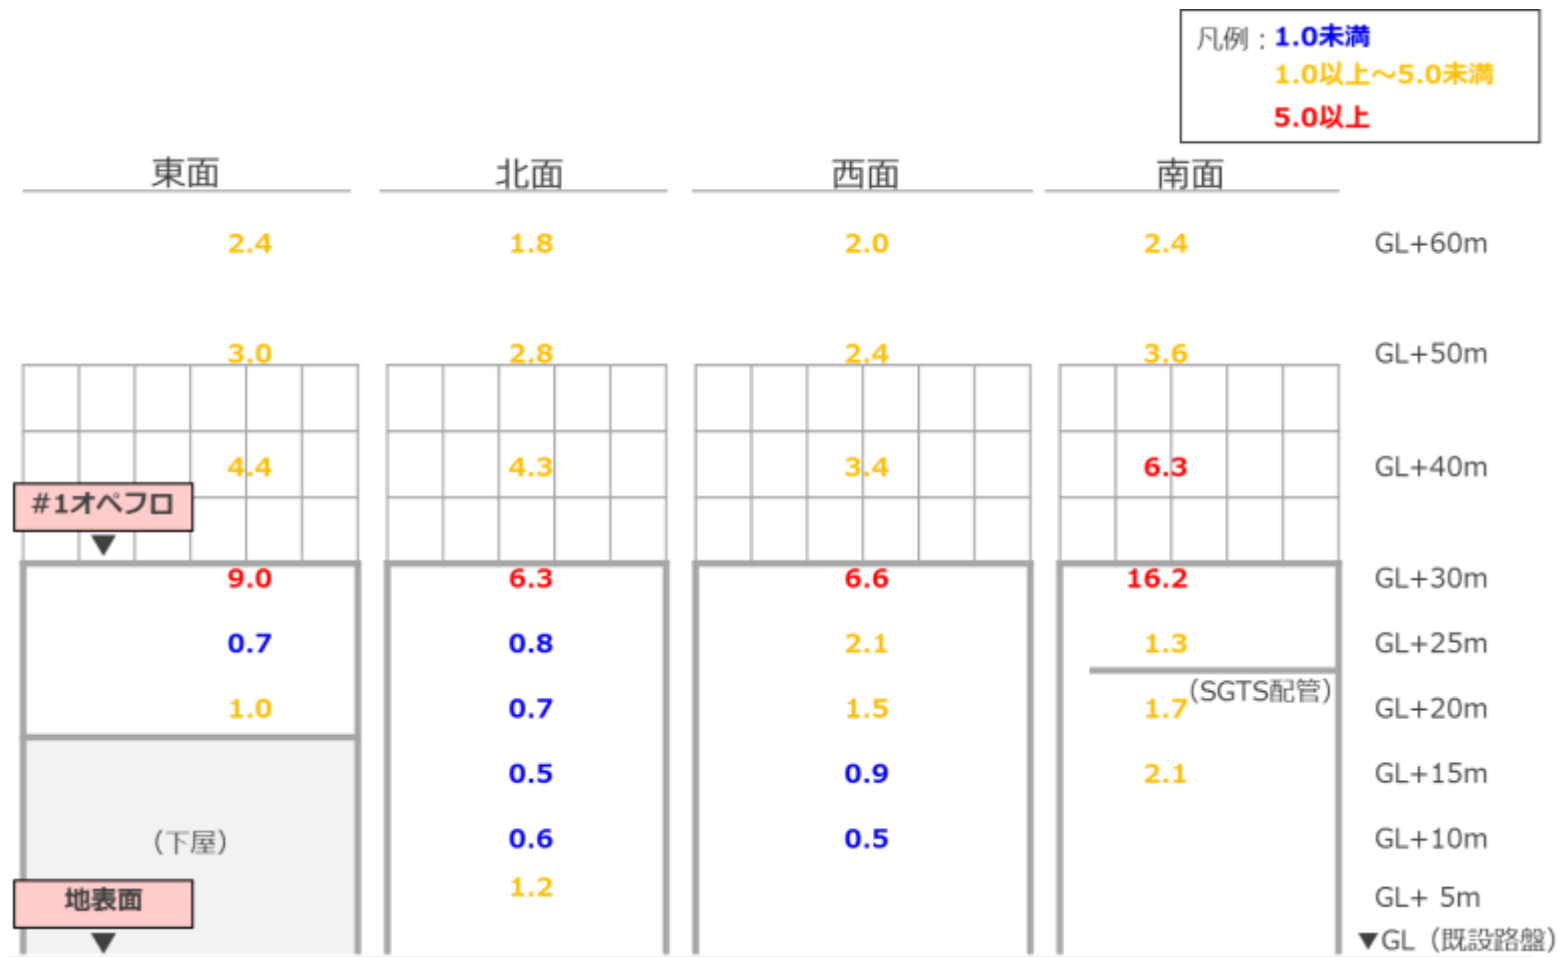 凡例：1.0未満
1.0以上～5.0未満
5.0以上
東面 北面 西面 南面
2.4 1.8 2.0 2.4 GL+60m
3.0 2.8 2.4 3.6 GL+50m
4.4 4.3 3.4 6.3 GL+40m
#1オペフロ
▼
9.0 6.3 6.6 16.2 GL+30m
0.7 0.8 2.1 1.3 GL+25m
(SGTS配管)
1.0 0.7 1.5 1.7 GL+20m
0.5 0.9 2.1 GL+15m
(下屋) 0.6 0.5 GL+10m
1.2 GL+ 5m
地表面
▼ ▼GL（既設路盤）